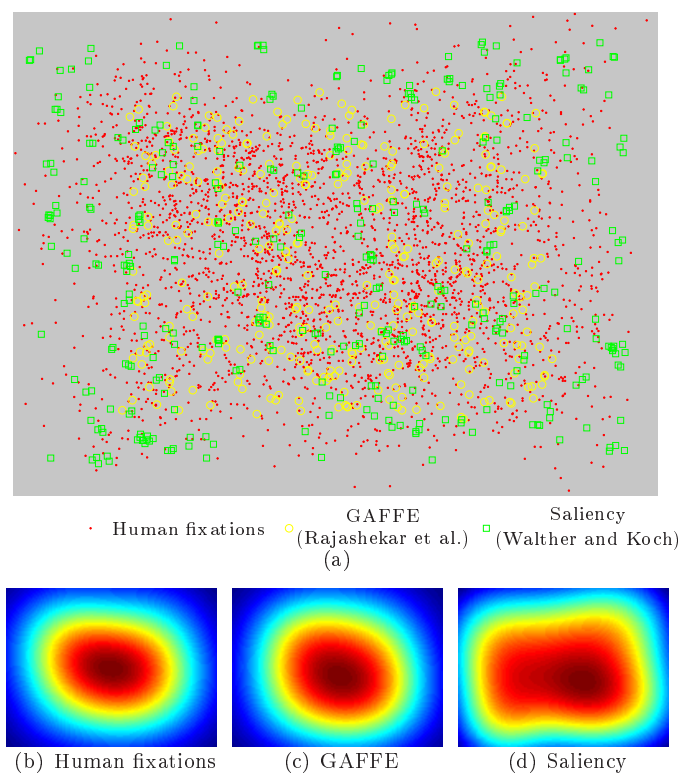 Human fixations
GAFFE
(Rajashekar et al.)
Saliency
(Walther and Koch)
(a)
(b) Human fixations
(c) GAFFE
(d) Saliency